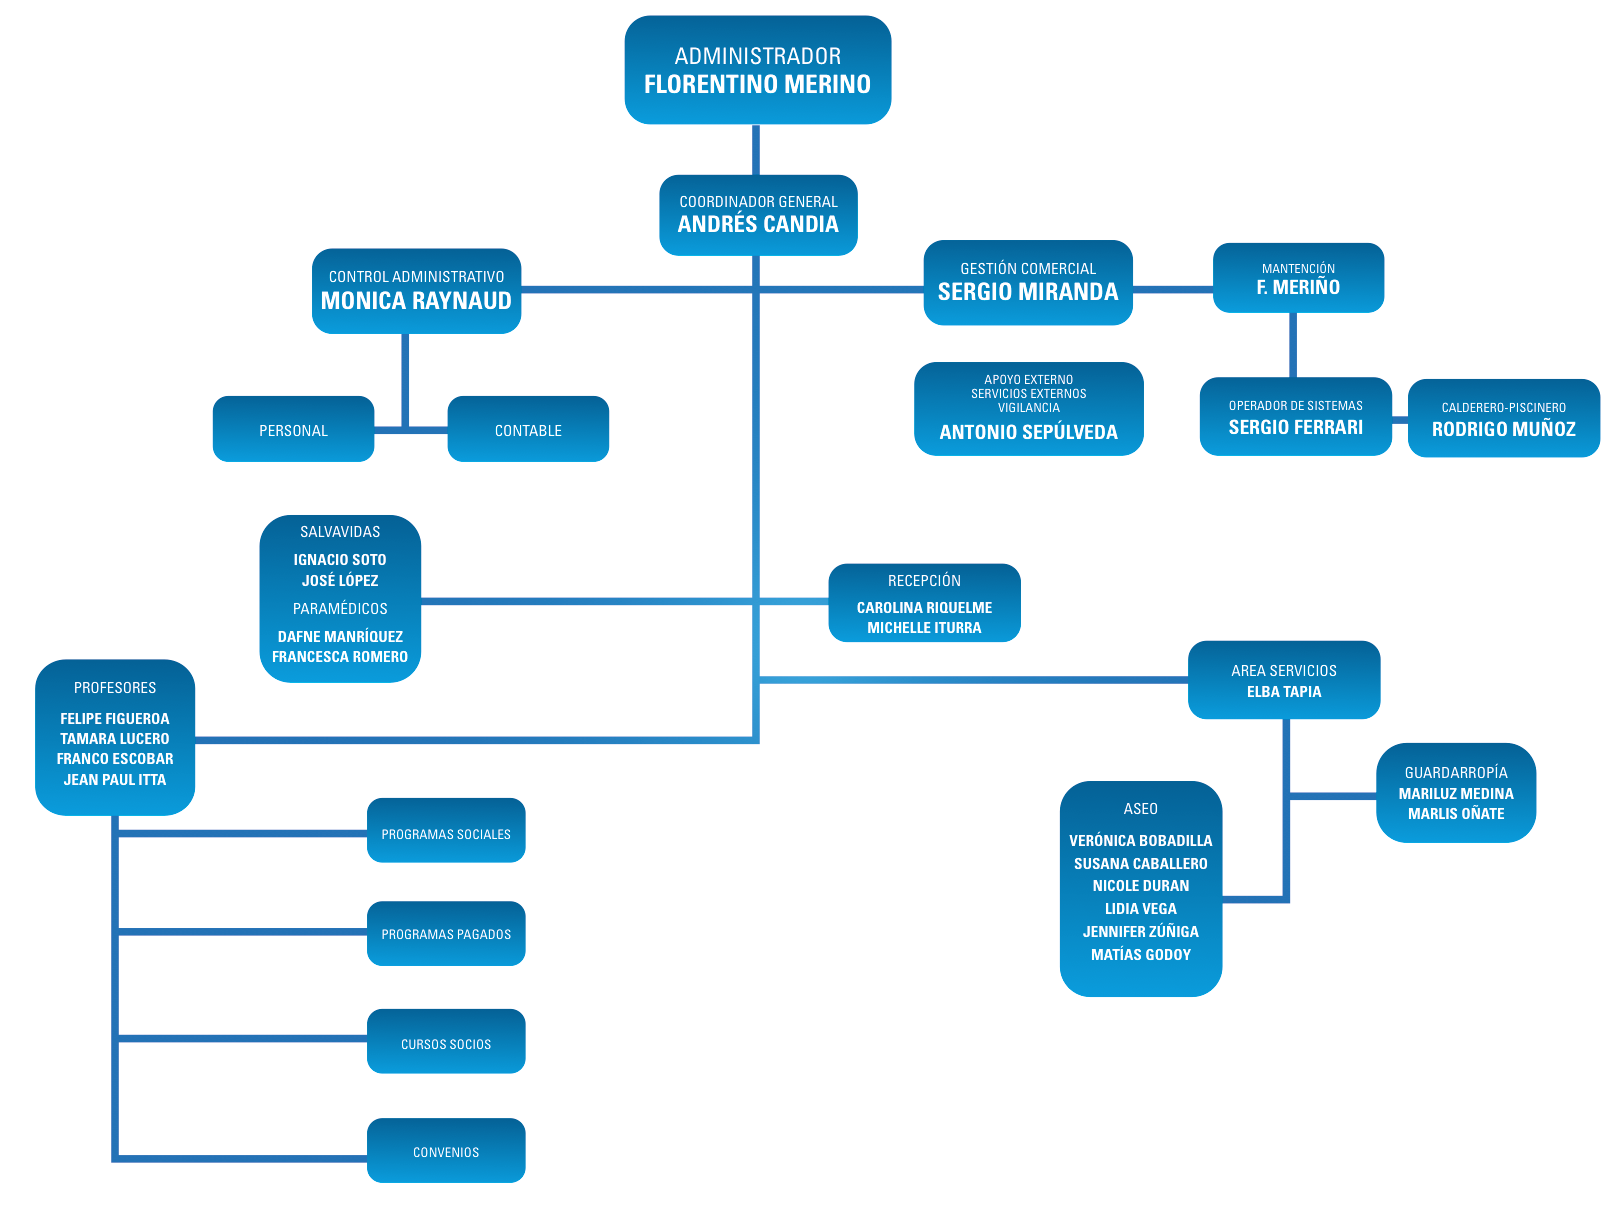 ADMINISTRADOR
FLORENTINO MERINO
COORDINADOR GENERAL
ANDRÉS CANDIA
CONTROL ADMINISTRATIVO
MONICA RAYNAUD
GESTIÓN COMERCIAL
SERGIO MIRANDA
MANTENCIÓN
F. MERIÑO
PERSONAL
CONTABLE
APOYO EXTERNO
SERVICIOS EXTERNOS
VIGILANCIA
ANTONIO SEPÚLVEDA
OPERADOR DE SISTEMAS
SERGIO FERRARI
CALDERERO-PISCINERO
RODRIGO MUÑOZ
SALVAVIDAS
IGNACIO SOTO
JOSÉ LÓPEZ
PARAMÉDICOS
DAFNE MANRÍQUEZ
FRANCESCA ROMERO
RECEPCIÓN
CAROLINA RIQUELME
MICHELLE ITURRA
AREA SERVICIOS
ELBA TAPIA
PROFESORES
FELIPE FIGUEROA
TAMARA LUCERO
FRANCO ESCOBAR
JEAN PAUL ITTA
GUARDARROPÍA
MARILUZ MEDINA
MARLIS OÑATE
ASEO
VERÓNICA BOBADILLA
SUSANA CABALLERO
NICOLE DURAN
LIDIA VEGA
JENNIFER ZÚÑIGA
MATÍAS GODOY
PROGRAMAS SOCIALES
PROGRAMAS PAGADOS
CURSOS SOCIOS
CONVENIOS